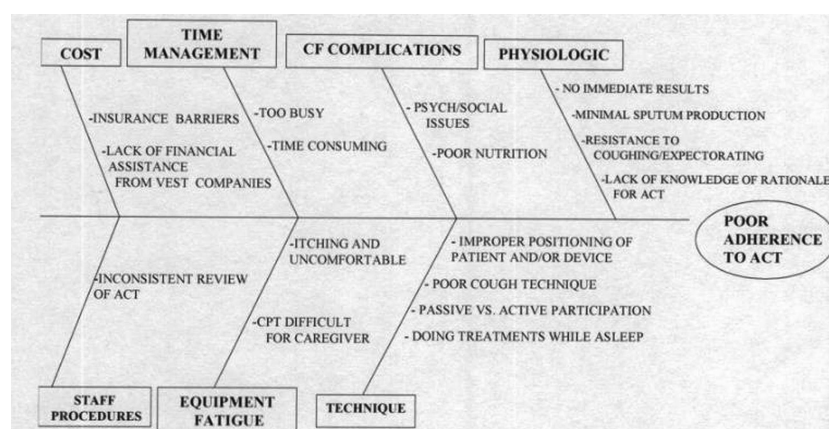 COST
TIME
MANAGEMENT
CF COMPLICATIONS
PHYSIOLOGIC
-INSURANCE BARRIERS
-LACK OF FINANCIAL
ASSISTANCE
FROM VEST COMPANIES
-TOO BUSY
-TIME CONSUMING
- PSYCH/SOCIAL
ISSUES
-POOR NUTRITION
- NO IMMEDIATE RESULTS
-MINIMAL SPUTUM PRODUCTION
-RESISTANCE TO
COUGHING/EXPECTORATING
-LACK OF KNOWLEDGE OF RATIONALE
FOR ACT
POOR
ADHERENCE
TO ACT
-INCONSISTENT REVIEW
OF ACT
-ITCHING AND
UNCOMFORTABLE
-CPT DIFFICULT
FOR CAREGIVER
- IMPROPER POSITIONING OF
PATIENT AND/OR DEVICE
- POOR COUGH TECHNIQUE
- PASSIVE VS. ACTIVE PARTICIPATION
- DOING TREATMENTS WHILE ASLEEP
STAFF
PROCEDURES
EQUIPMENT
FATIGUE
TECHNIQUE